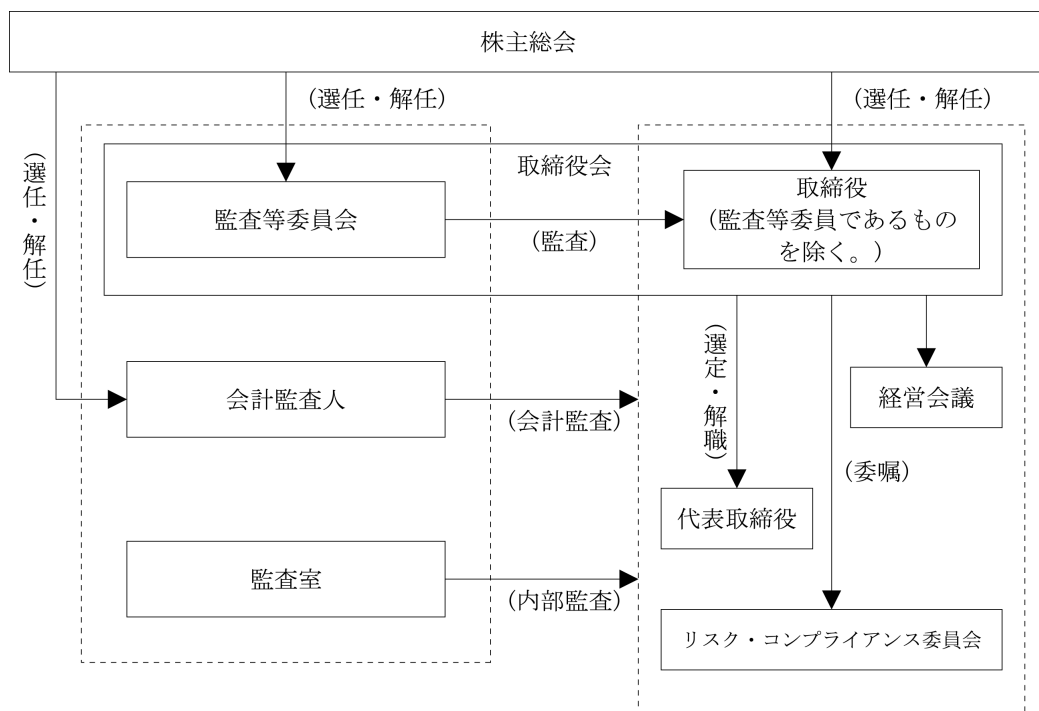 株主総会
(選任・解任)
(選任・解任)
(選任・解任)
取締役会
監査等委員会
(監査)
取締役
(監査等委員であるもの
を除く。)
会計監査人
(会計監査)
(選定・解職)
経営会議
(委嘱)
代表取締役
監査室
(内部監査)
リスク・コンプライアンス委員会